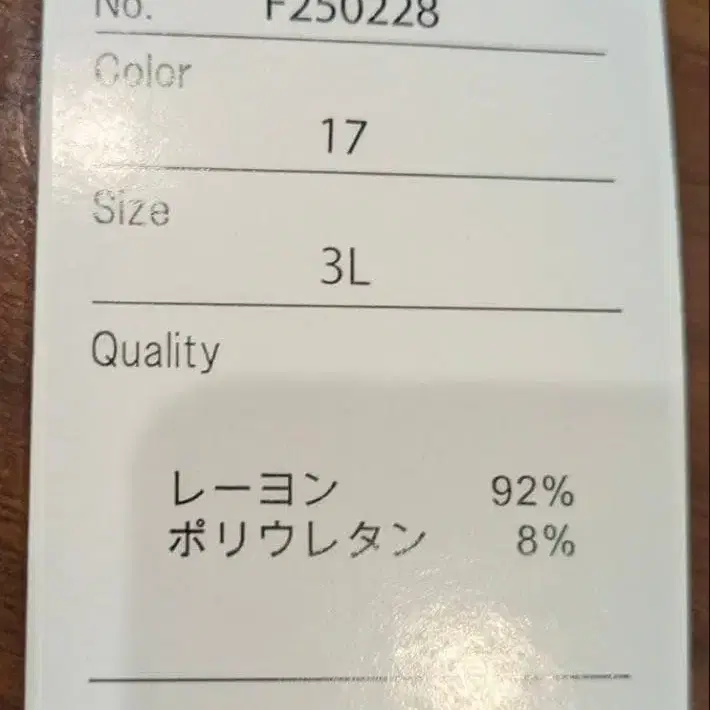 No. F250228
Color
17
Size
3L
Quality
レーヨン 92%
ポリウレタン 8%